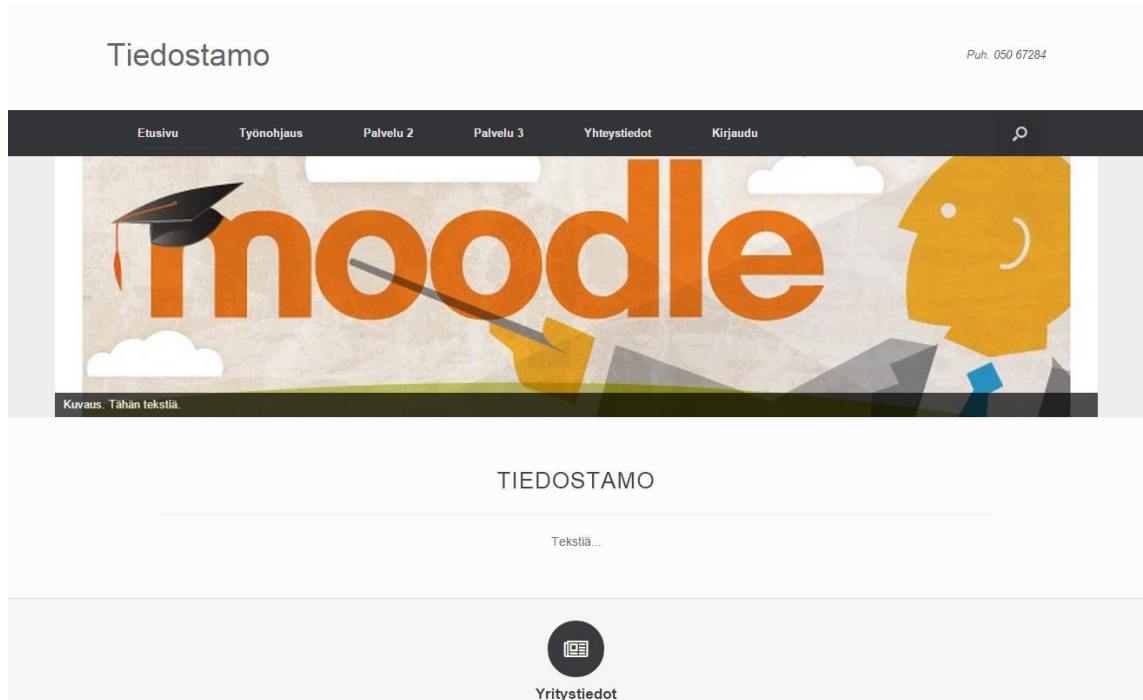 Tiedostamo
Puh. 050 67284
Etusivu Työnohjaus Palvelu 2 Palvelu 3 Yhteystiedot Kirjaudu
moodle
Kuvaus. Tähän tekstiä.
TIEDOSTAMO
Tekstiä...
Yritystiedot